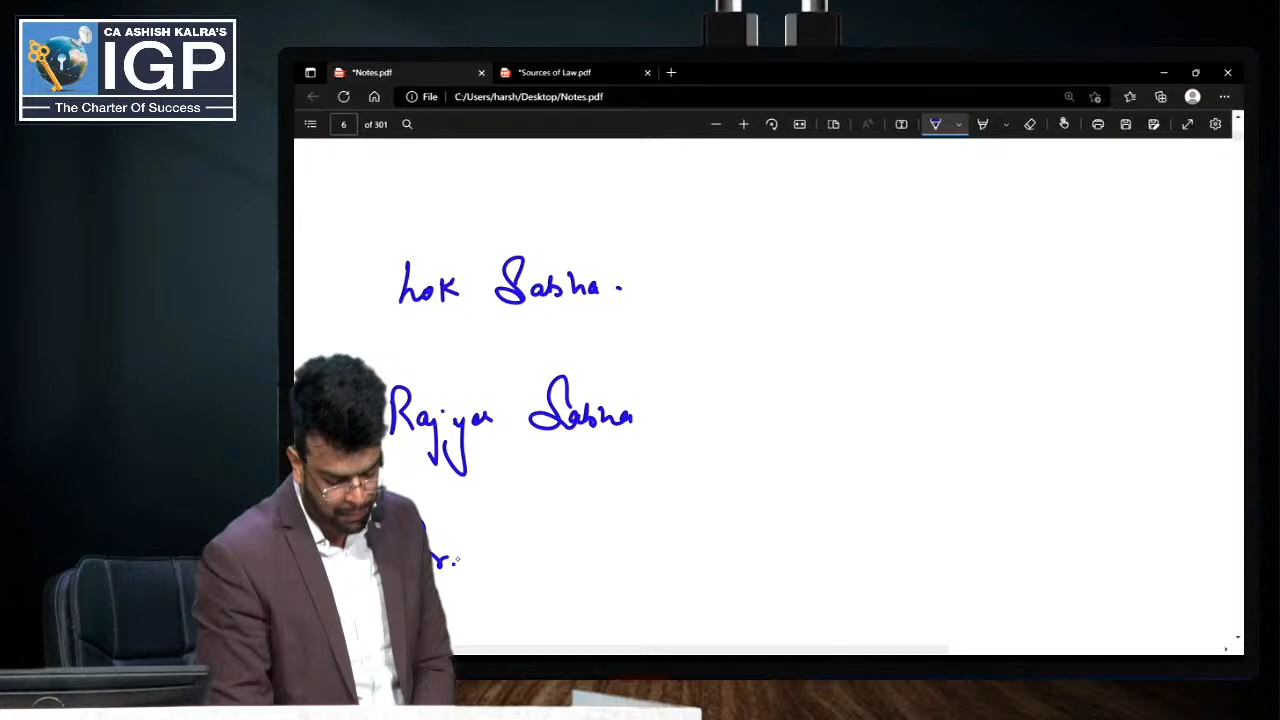 CA ASHISH KALRA'S
IGP
The Charter Of Success
*Notes.pdf
*Sources of Law.pdf
File
C:/Users/harsh/Desktop/Notes.pdf
6 of 301
Lok Sabha.
Rajya Sabha